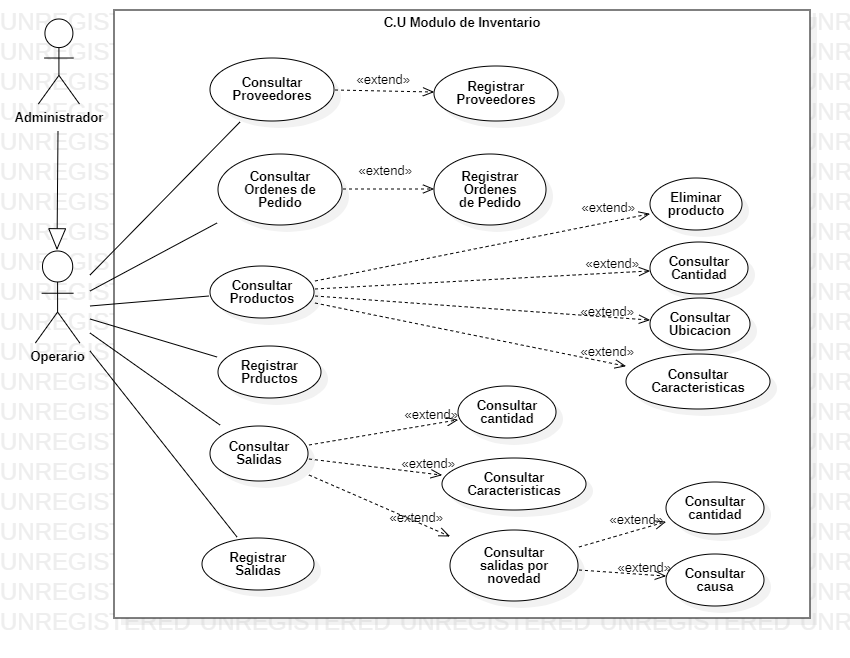 C.U Modulo de Inventario
Administrador
Operario
Consultar
Proveedores
«extend»
Registrar
Proveedores
Consultar
Ordenes de
Pedido
«extend»
Registrar
Ordenes
de Pedido
Consultar
Productos
«extend»
Eliminar
producto
«extend»
Consultar
Cantidad
«extend»
Consultar
Ubicacion
«extend»
Consultar
Caracteristicas
Registrar
Prductos
Consultar
Salidas
«extend»
Consultar
cantidad
«extend»
Consultar
Caracteristicas
«extend»
Consultar
salidas por
novedad
«extend»
Consultar
cantidad
«extend»
Consultar
causa
Registrar
Salidas
UNREGISTERED UNREGISTERED UNREGISTERED UNREGISTERED UNR